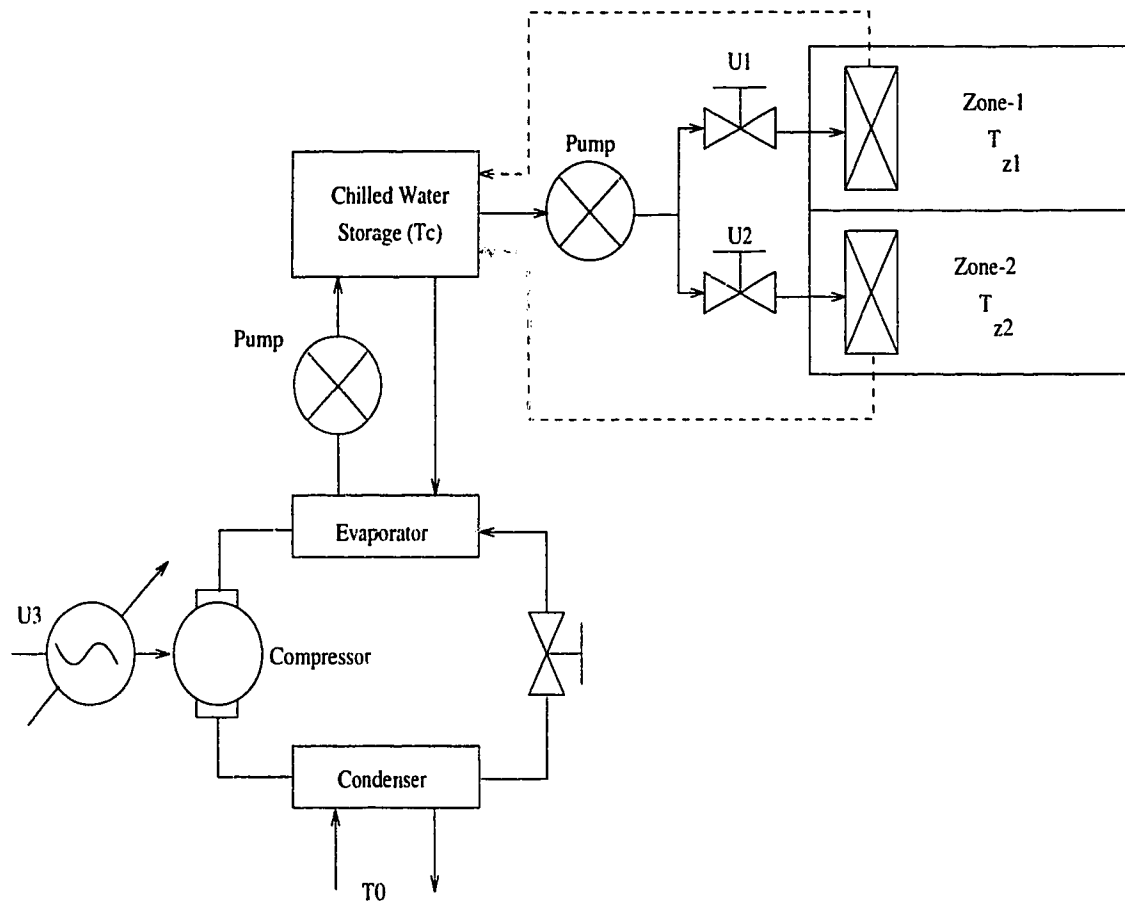 U1
Zone-1
T
z1
Pump
Chilled Water
Storage (Tc)
U2
Zone-2
T
z2
Pump
Evaporator
U3
Compressor
Condenser
T0